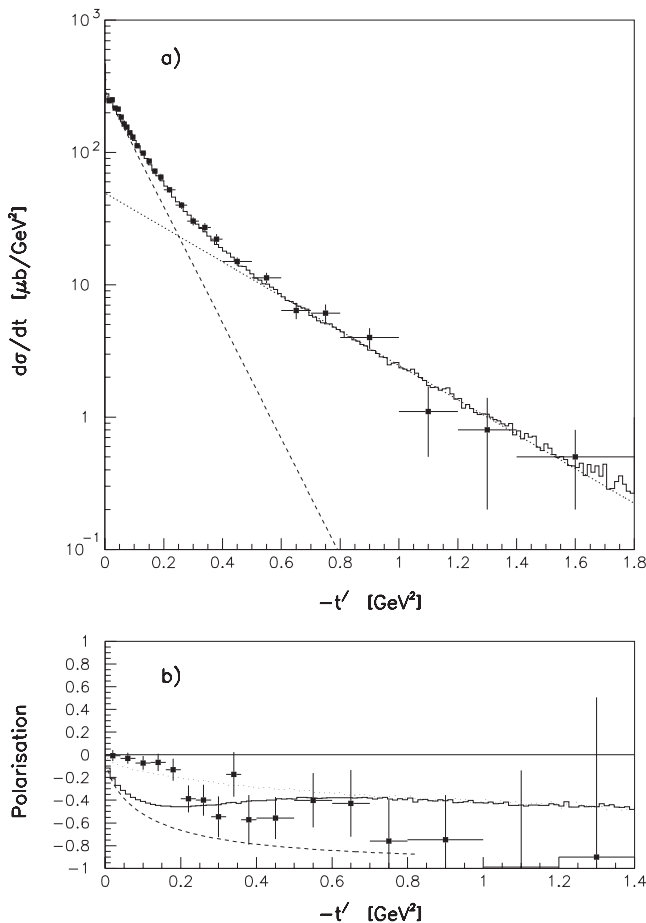 10³
a)
10²
dσ/dt [μb/GeV²]
10
1
10⁻¹
0 0.2 0.4 0.6 0.8 1 1.2 1.4 1.6 1.8
−t′ [GeV²]
1
0.8
b)
0.6
0.4
0.2
0
Polarisation
−0.2
−0.4
−0.6
−0.8
−1
0 0.2 0.4 0.6 0.8 1 1.2 1.4
−t′ [GeV²]